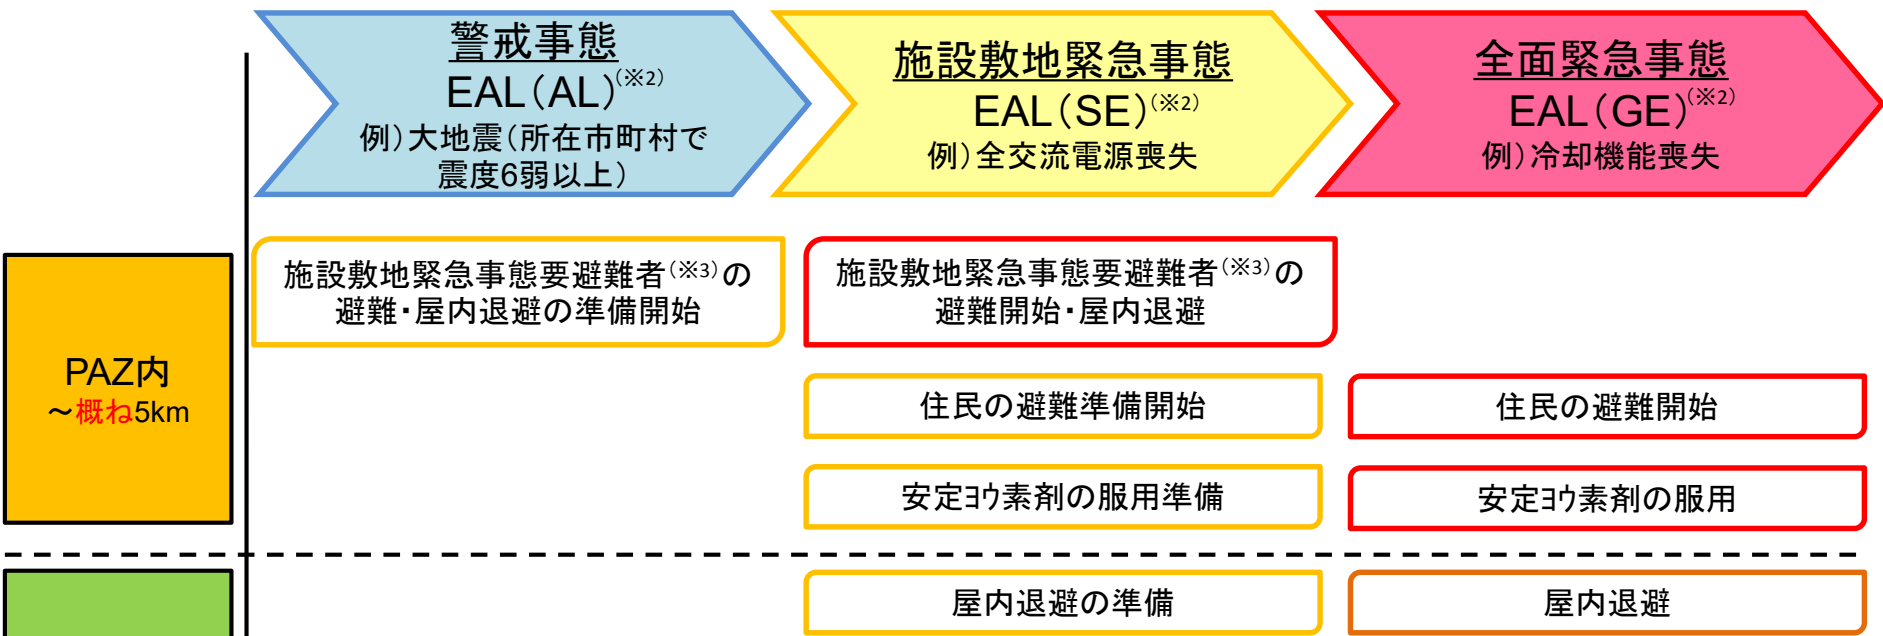 警戒事態
EAL(AL)(※2)
例)大地震(所在市町村で
震度6弱以上)
施設敷地緊急事態
EAL(SE)(※2)
例)全交流電源喪失
全面緊急事態
EAL(GE)(※2)
例)冷却機能喪失
PAZ内
～概ね5km
施設敷地緊急事態要避難者(※3)の
避難・屋内退避の準備開始
施設敷地緊急事態要避難者(※3)の
避難開始・屋内退避
住民の避難準備開始
住民の避難開始
安定ﾖｳ素剤の服用準備
安定ﾖｳ素剤の服用
屋内退避の準備
屋内退避